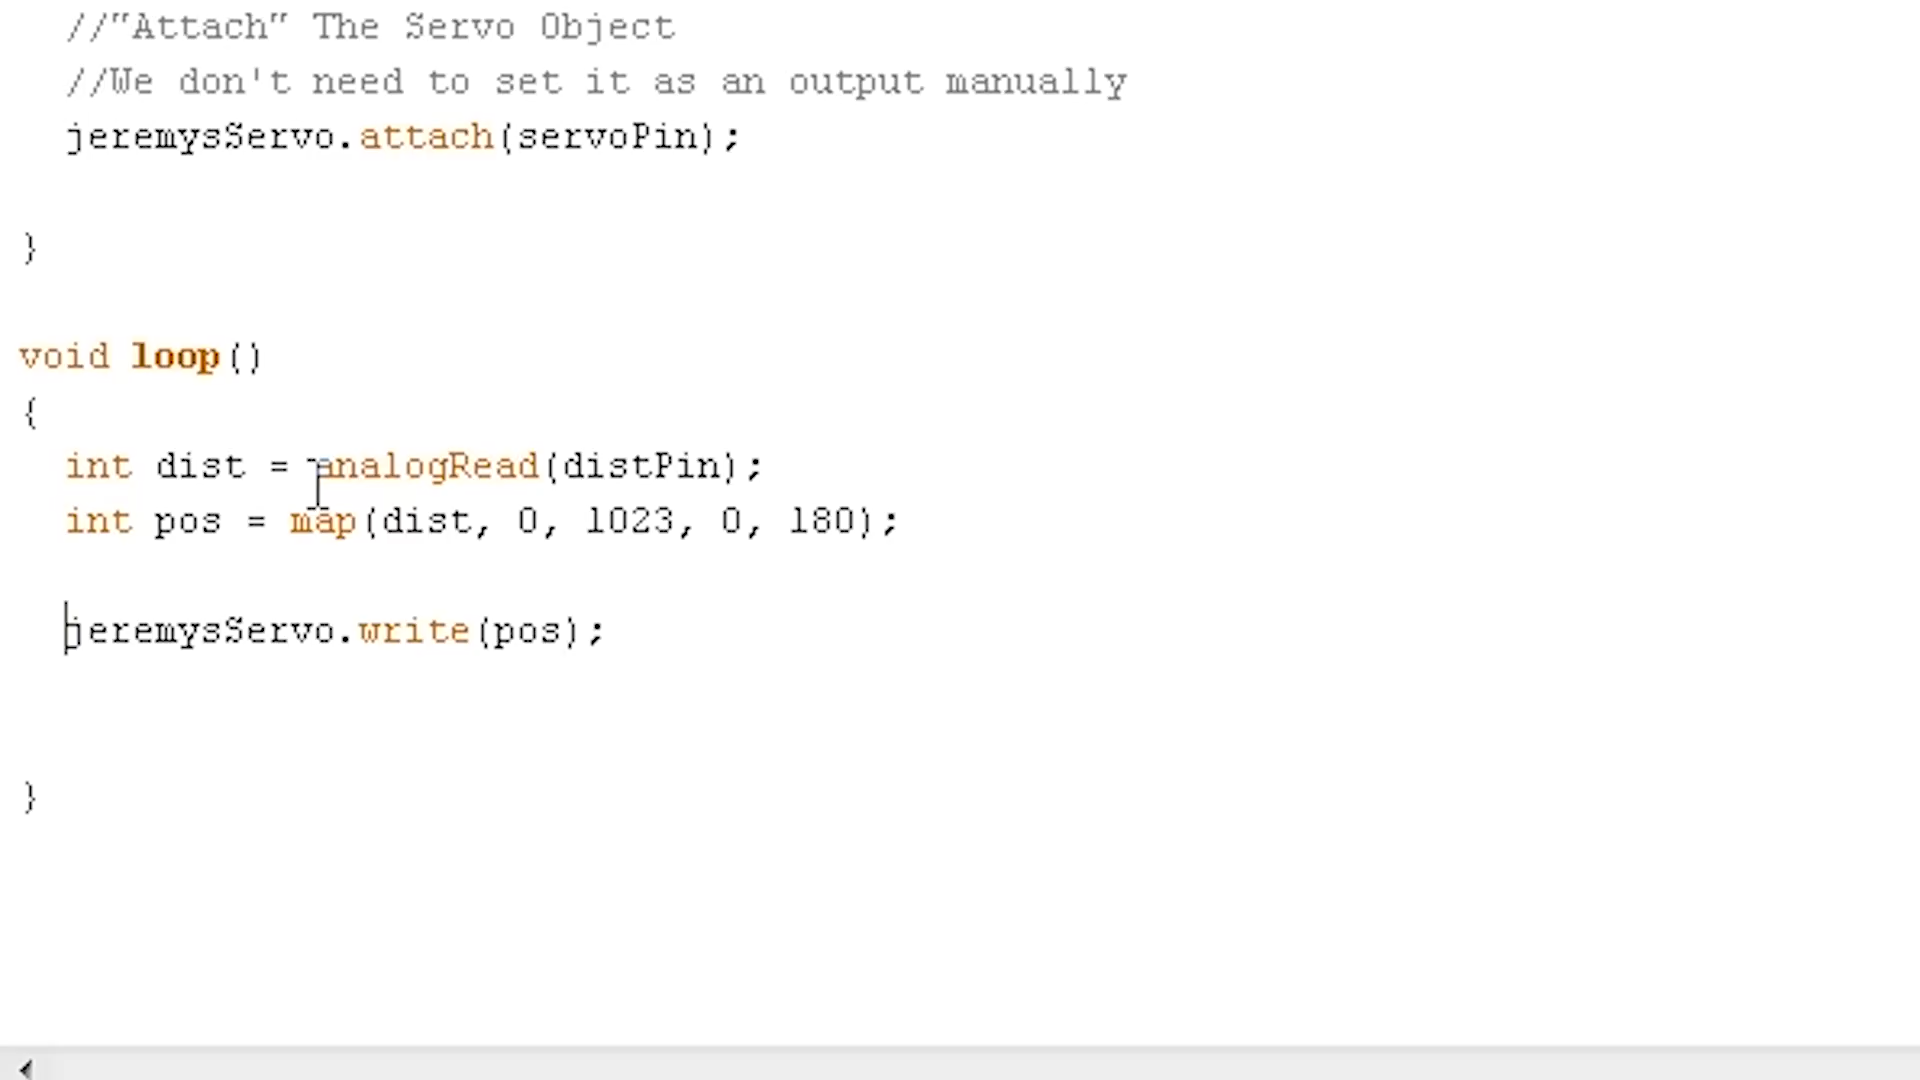 //"Attach" The Servo Object
//We don't need to set it as an output manually
jeremysServo.attach(servoPin);
}
void loop()
{
int dist = analogRead(distPin);
int pos = map(dist, 0, 1023, 0, 180);
jeremysServo.write(pos);
}